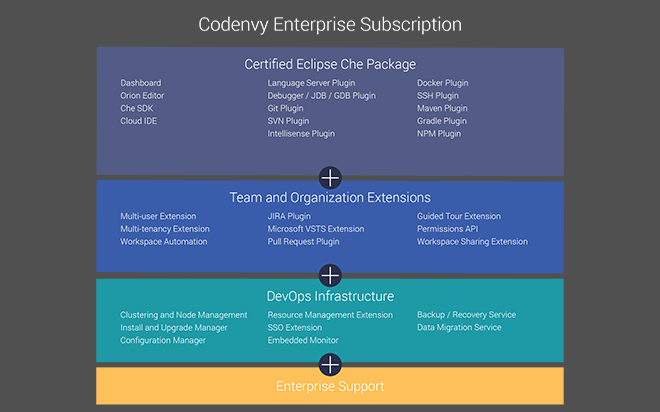 Codenvy Enterprise Subscription
Certified Eclipse Che Package
Dashboard
Orion Editor
Che SDK
Cloud IDE
Language Server Plugin
Debugger / JDB / GDB Plugin
Git Plugin
SVN Plugin
Intellisense Plugin
Docker Plugin
SSH Plugin
Maven Plugin
Gradle Plugin
NPM Plugin
Team and Organization Extensions
Multi-user Extension
Multi-tenancy Extension
Workspace Automation
JIRA Plugin
Microsoft VSTS Extension
Pull Request Plugin
Guided Tour Extension
Permissions API
Workspace Sharing Extension
DevOps Infrastructure
Clustering and Node Management
Install and Upgrade Manager
Configuration Manager
Resource Management Extension
SSO Extension
Embedded Monitor
Backup / Recovery Service
Data Migration Service
Enterprise Support